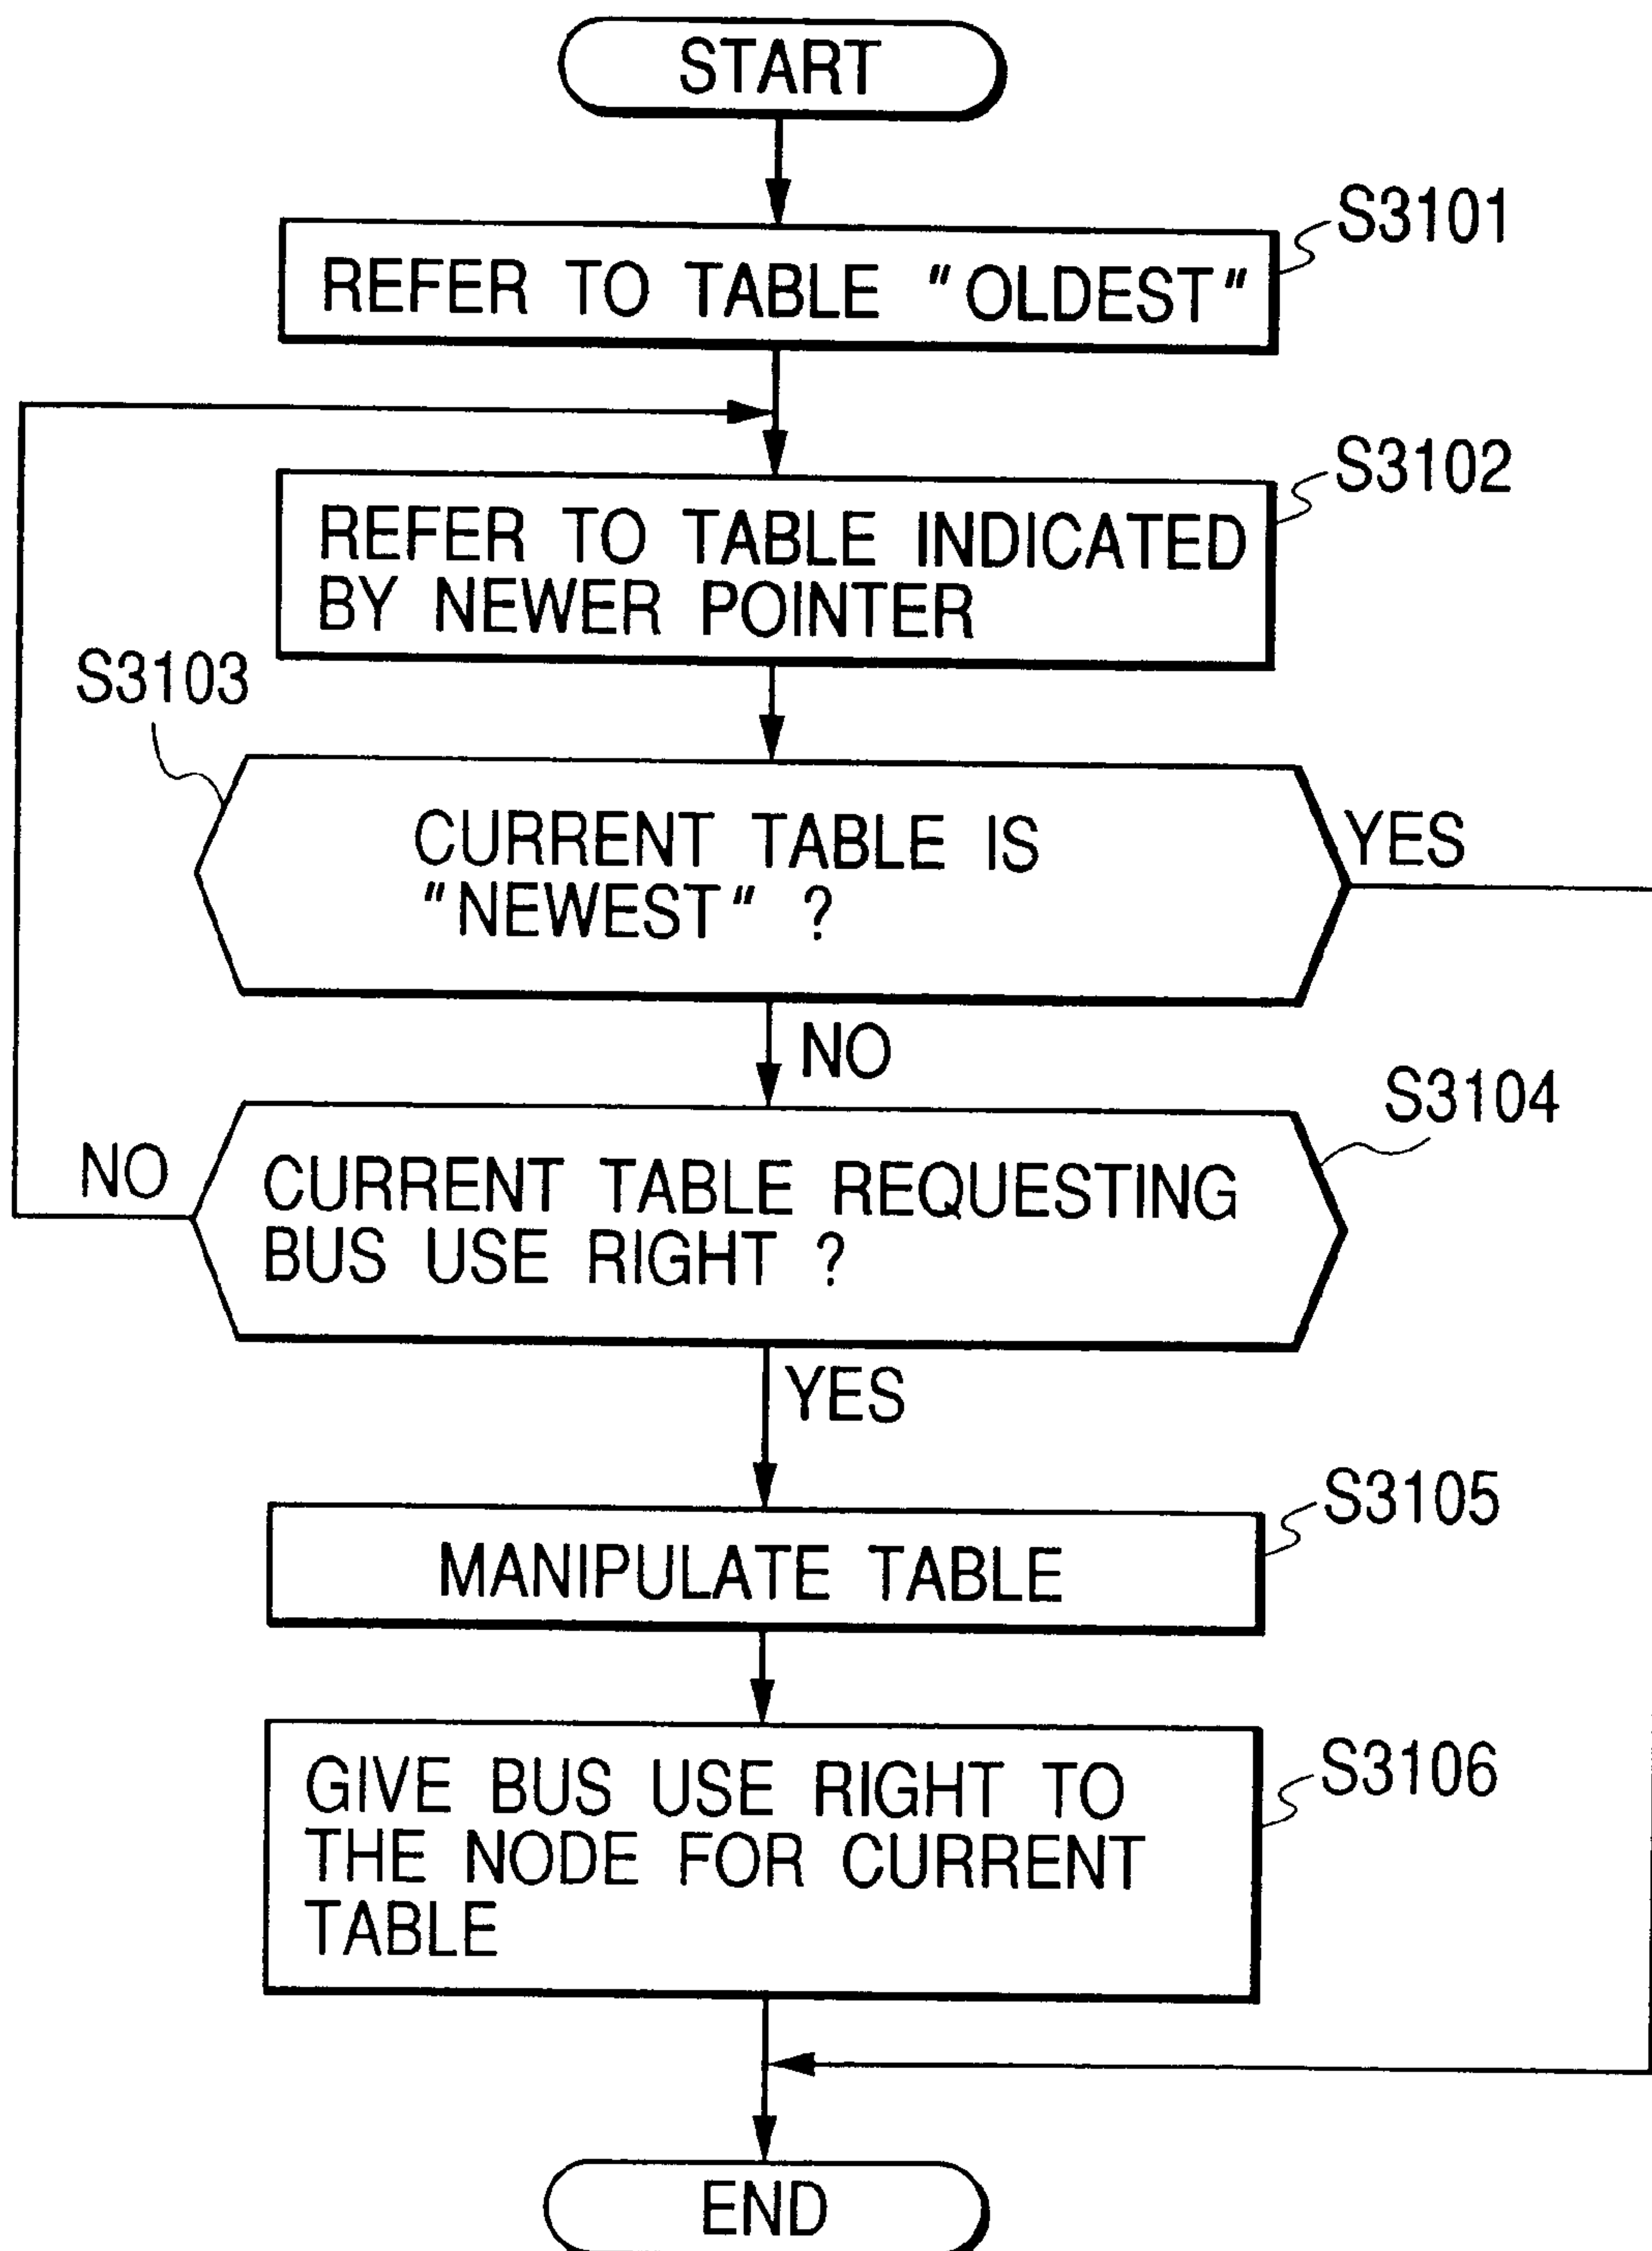 START
S3101
REFER TO TABLE "OLDEST"
S3102
REFER TO TABLE INDICATED
BY NEWER POINTER
S3103
CURRENT TABLE IS
"NEWEST" ?
YES
NO
S3104
NO
CURRENT TABLE REQUESTING
BUS USE RIGHT ?
YES
S3105
MANIPULATE TABLE
S3106
GIVE BUS USE RIGHT TO
THE NODE FOR CURRENT
TABLE
END